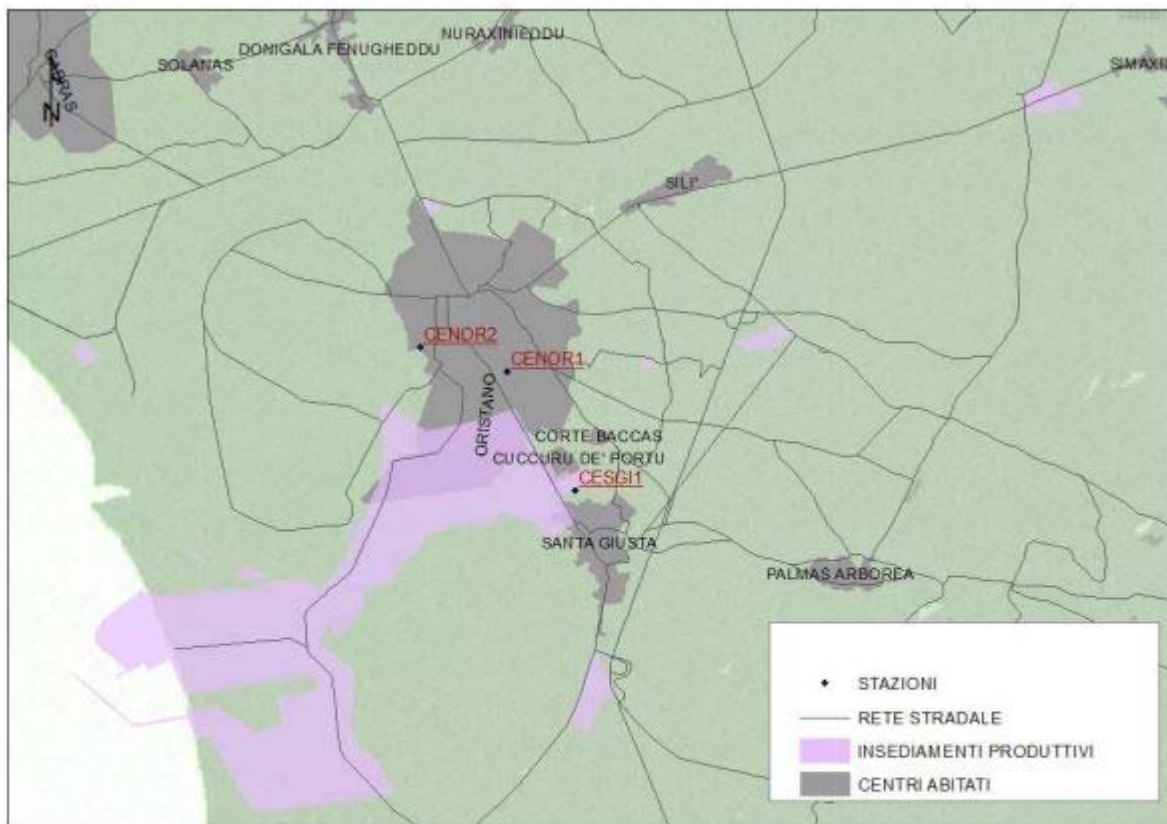 NURAXINIEDDU
DONIGALA FENUGHEDDU
SOLANAS
CABRAS
N
SILI'
CENOR2
CENOR1
ORISTANO
CORTE BACCAS
CUCCURU DE' PORTU
CESGI1
SANTA GIUSTA
PALMAS ARBOREA
STAZIONI
RETE STRADALE
INSEDIAMENTI PRODUTTIVI
CENTRI ABITATI